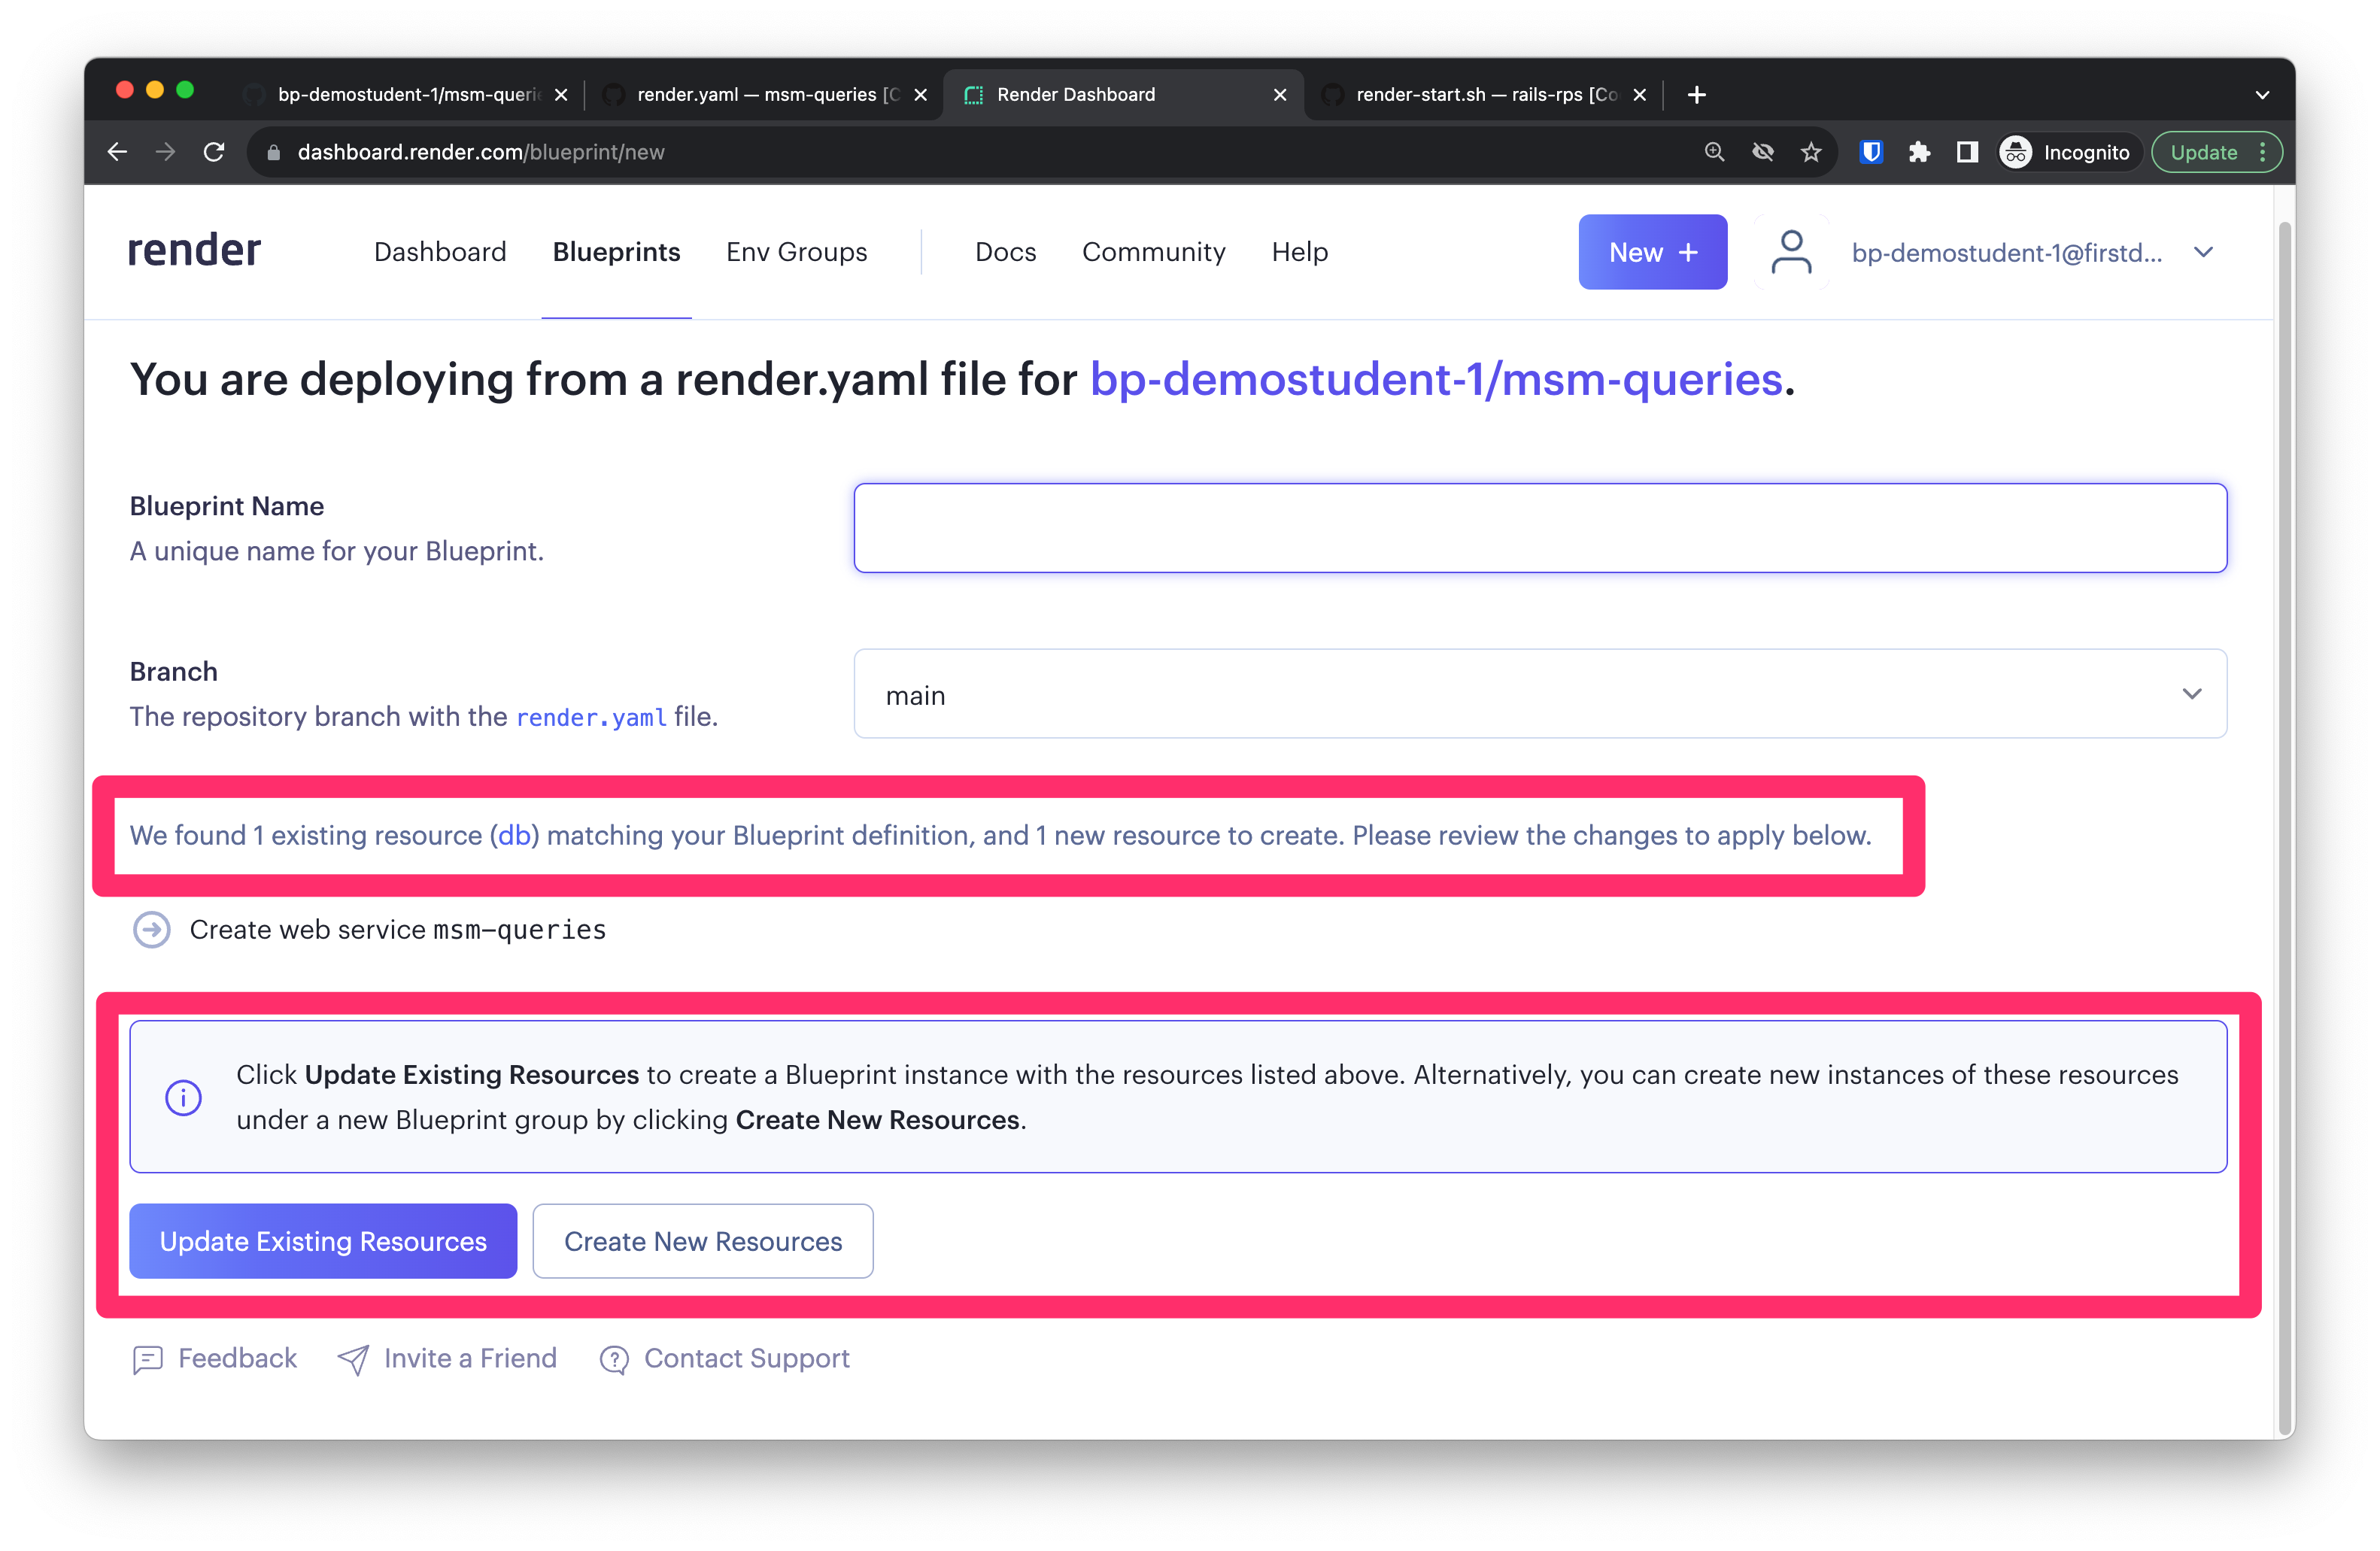 bp-demostudent-1/msm-queri
render.yaml — msm-queries [C
Render Dashboard
render-start.sh — rails-rps [Co
dashboard.render.com/blueprint/new
Incognito
Update
render
Dashboard
Blueprints
Env Groups
Docs
Community
Help
New +
bp-demostudent-1@firstd...
You are deploying from a render.yaml file for bp-demostudent-1/msm-queries.
Blueprint Name
A unique name for your Blueprint.
Branch
The repository branch with the render.yaml file.
main
We found 1 existing resource (db) matching your Blueprint definition, and 1 new resource to create. Please review the changes to apply below.
Create web service msm-queries
Click Update Existing Resources to create a Blueprint instance with the resources listed above. Alternatively, you can create new instances of these resources
under a new Blueprint group by clicking Create New Resources.
Update Existing Resources
Create New Resources
Feedback
Invite a Friend
Contact Support